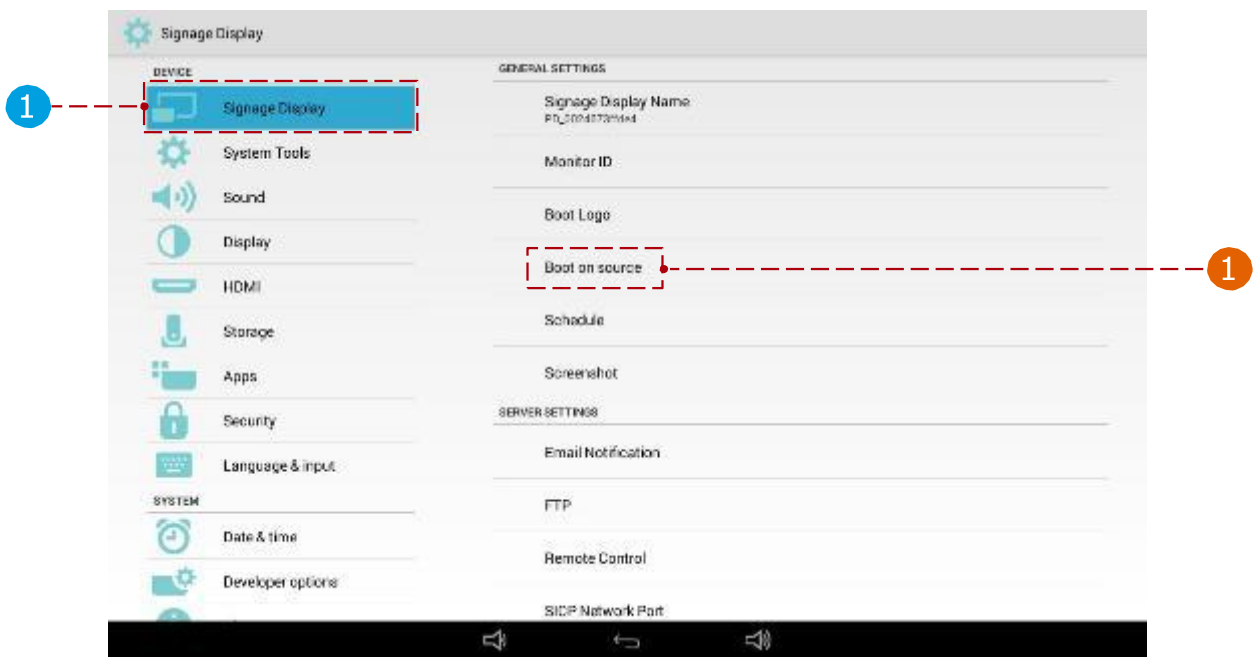 Signage Display
DEVICE
1
Signage Display
System Tools
Sound
Display
HDMI
Storage
Apps
Security
Language & input
SYSTEM
Date & time
Developer options
GENERAL SETTINGS
Signage Display Name
Monitor ID
Boot Logo
Boot on source
1
Schedule
Screenshot
SERVER SETTINGS
Email Notification
FTP
Remote Control
SICP Network Port